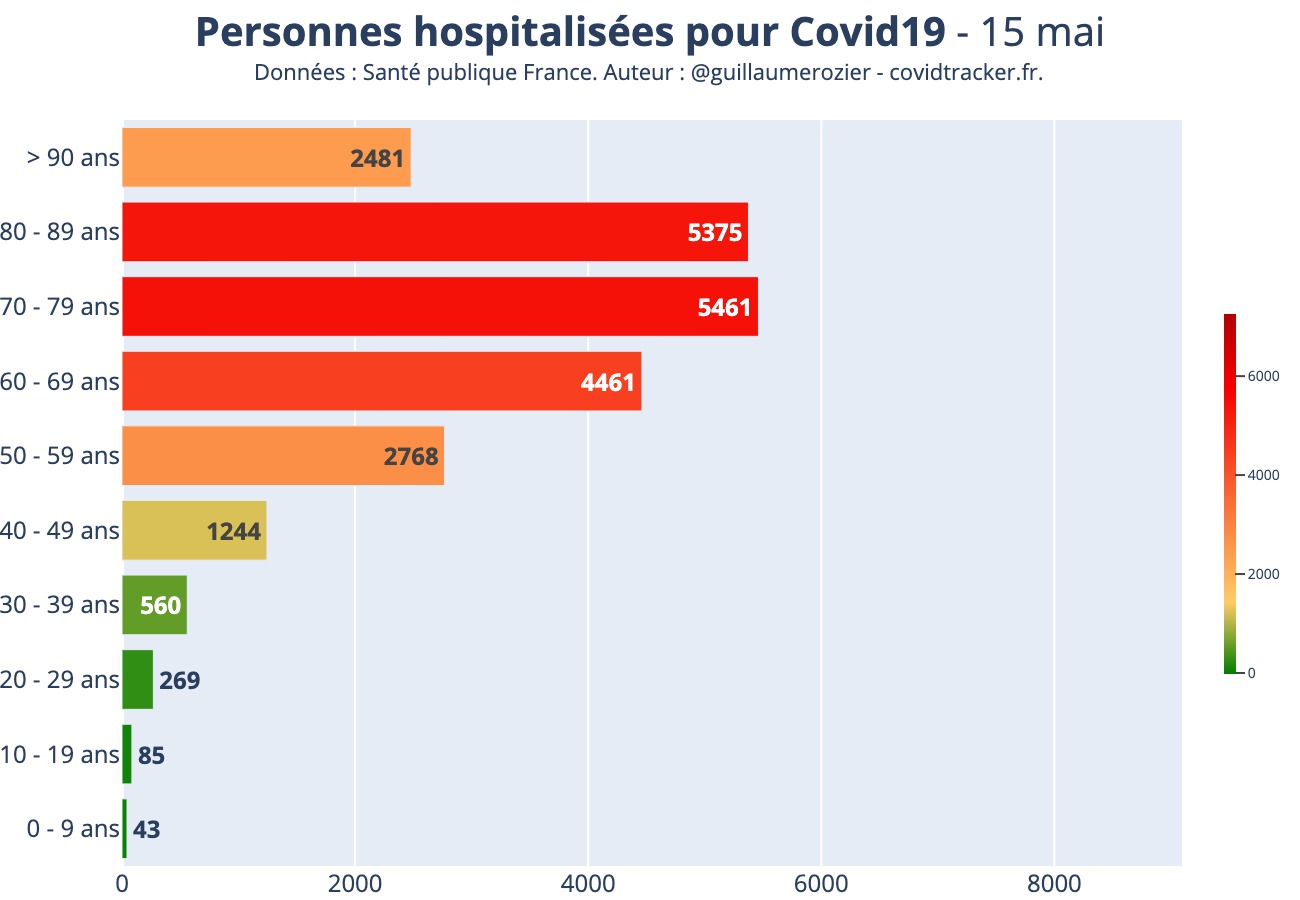 Personnes hospitalisées pour Covid19 - 15 mai
Données : Santé publique France. Auteur : @guillaumerozier - covidtracker.fr.
> 90 ans 2481
80 - 89 ans 5375
70 - 79 ans 5461
60 - 69 ans 4461
50 - 59 ans 2768
40 - 49 ans 1244
30 - 39 ans 560
20 - 29 ans 269
10 - 19 ans 85
0 - 9 ans 43
0 2000 4000 6000 8000
6000
4000
2000
0